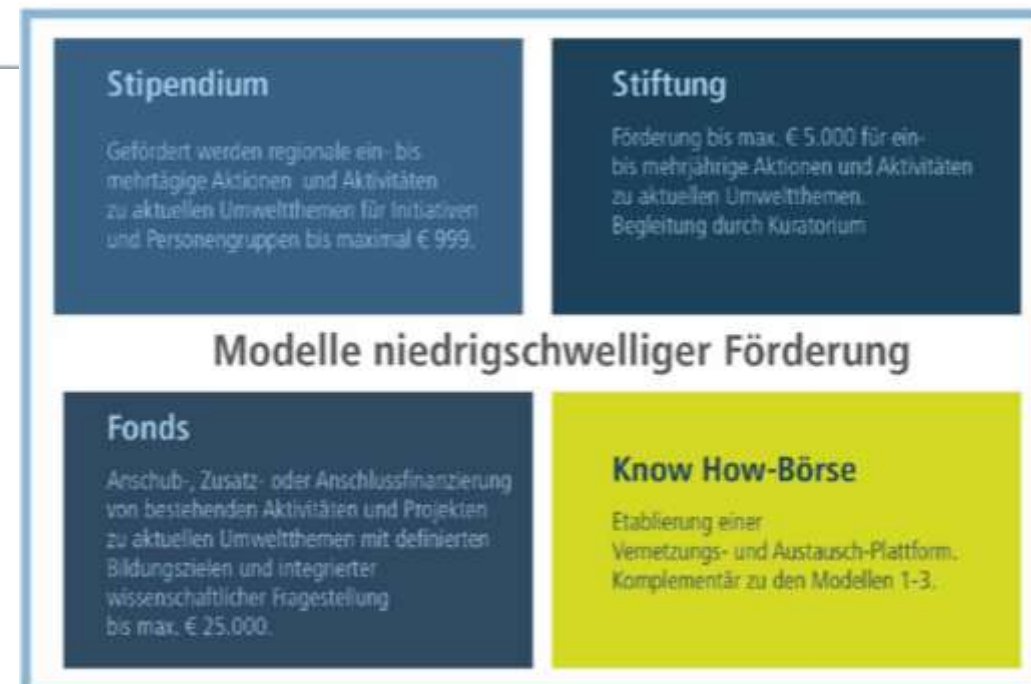 Stipendium
Gefördert werden regionale ein- bis
mehrtägige Aktionen und Aktivitäten
zu aktuellen Umweltthemen für Initiativen
und Personengruppen bis maximal € 999.
Stiftung
Förderung bis max. € 5.000 für ein-
bis mehrjährige Aktionen und Aktivitäten
zu aktuellen Umweltthemen.
Begleitung durch Kuratorium
Modelle niedrigschwelliger Förderung
Fonds
Anschub-, Zusatz- oder Anschlussfinanzierung
von bestehenden Aktivitäten und Projekten
zu aktuellen Umweltthemen mit definierten
Bildungszielen und integrierter
wissenschaftlicher Fragestellung
bis max. € 25.000.
Know How-Börse
Etablierung einer
Vernetzungs- und Austausch-Plattform.
Komplementär zu den Modellen 1-3.